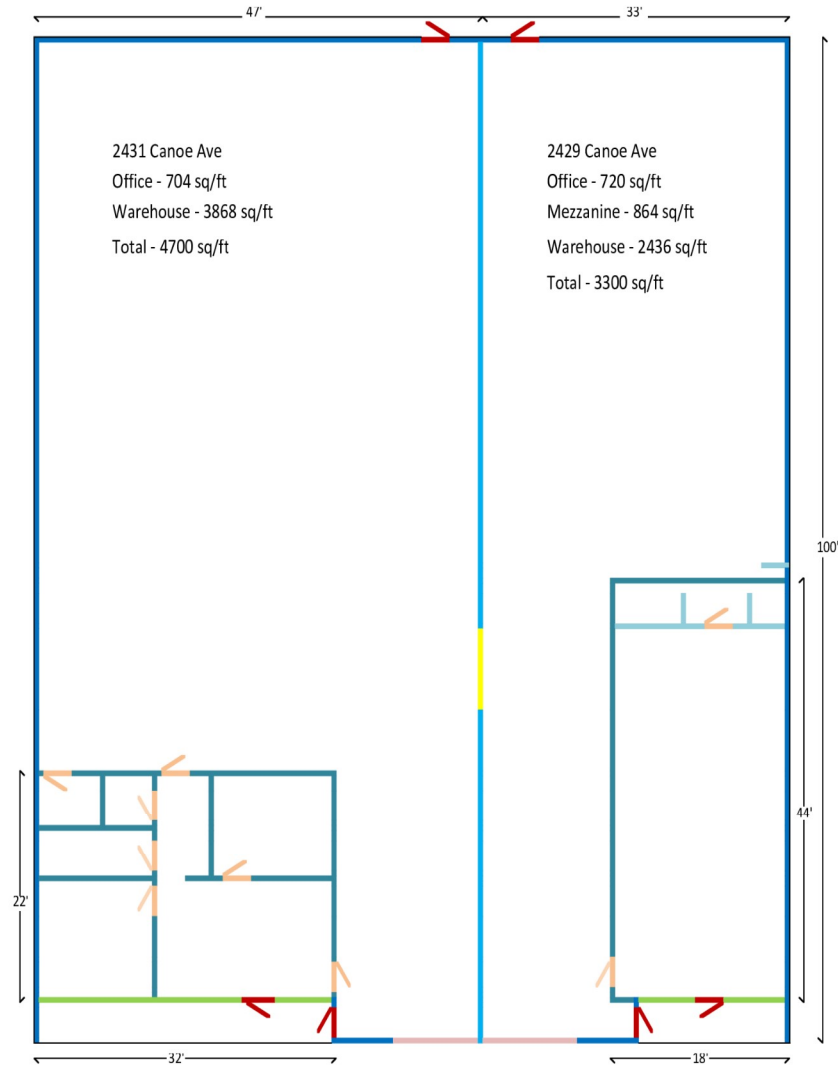 47'
33'
2431 Canoe Ave
Office - 704 sq/ft
Warehouse - 3868 sq/ft
Total - 4700 sq/ft
2429 Canoe Ave
Office - 720 sq/ft
Mezzanine - 864 sq/ft
Warehouse - 2436 sq/ft
Total - 3300 sq/ft
100'
44'
22'
32'
18'